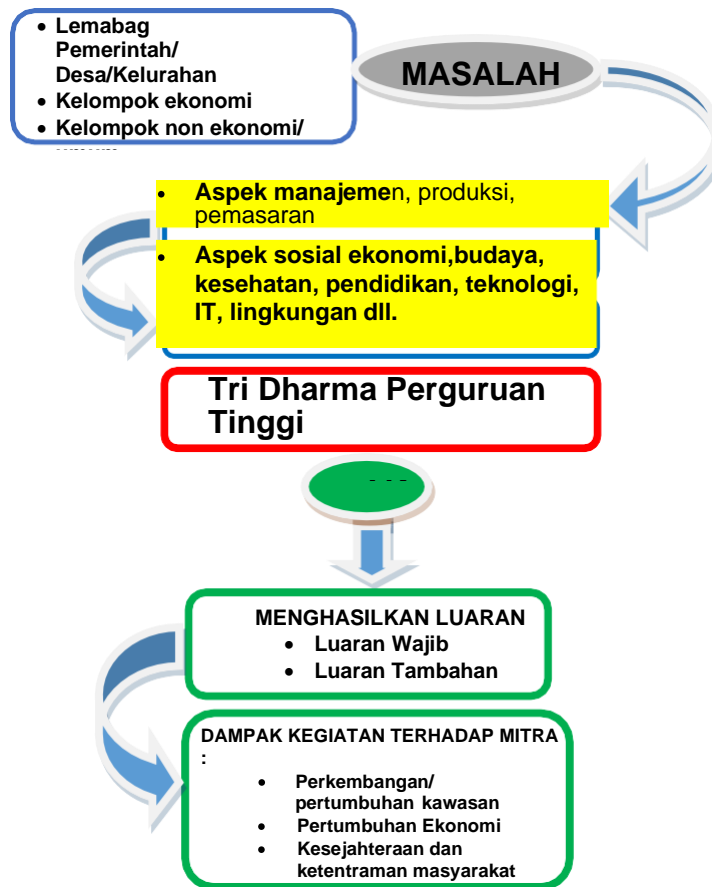 • Lemabag
Pemerintah/
Desa/Kelurahan
• Kelompok ekonomi
• Kelompok non ekonomi/
MASALAH
• Aspek manajemen, produksi,
pemasaran
• Aspek sosial ekonomi,budaya,
kesehatan, pendidikan, teknologi,
IT, lingkungan dll.
Tri Dharma Perguruan
Tinggi
MENGHASILKAN LUARAN
• Luaran Wajib
• Luaran Tambahan
DAMPAK KEGIATAN TERHADAP MITRA
:
• Perkembangan/
pertumbuhan kawasan
• Pertumbuhan Ekonomi
• Kesejahteraan dan
ketentraman masyarakat